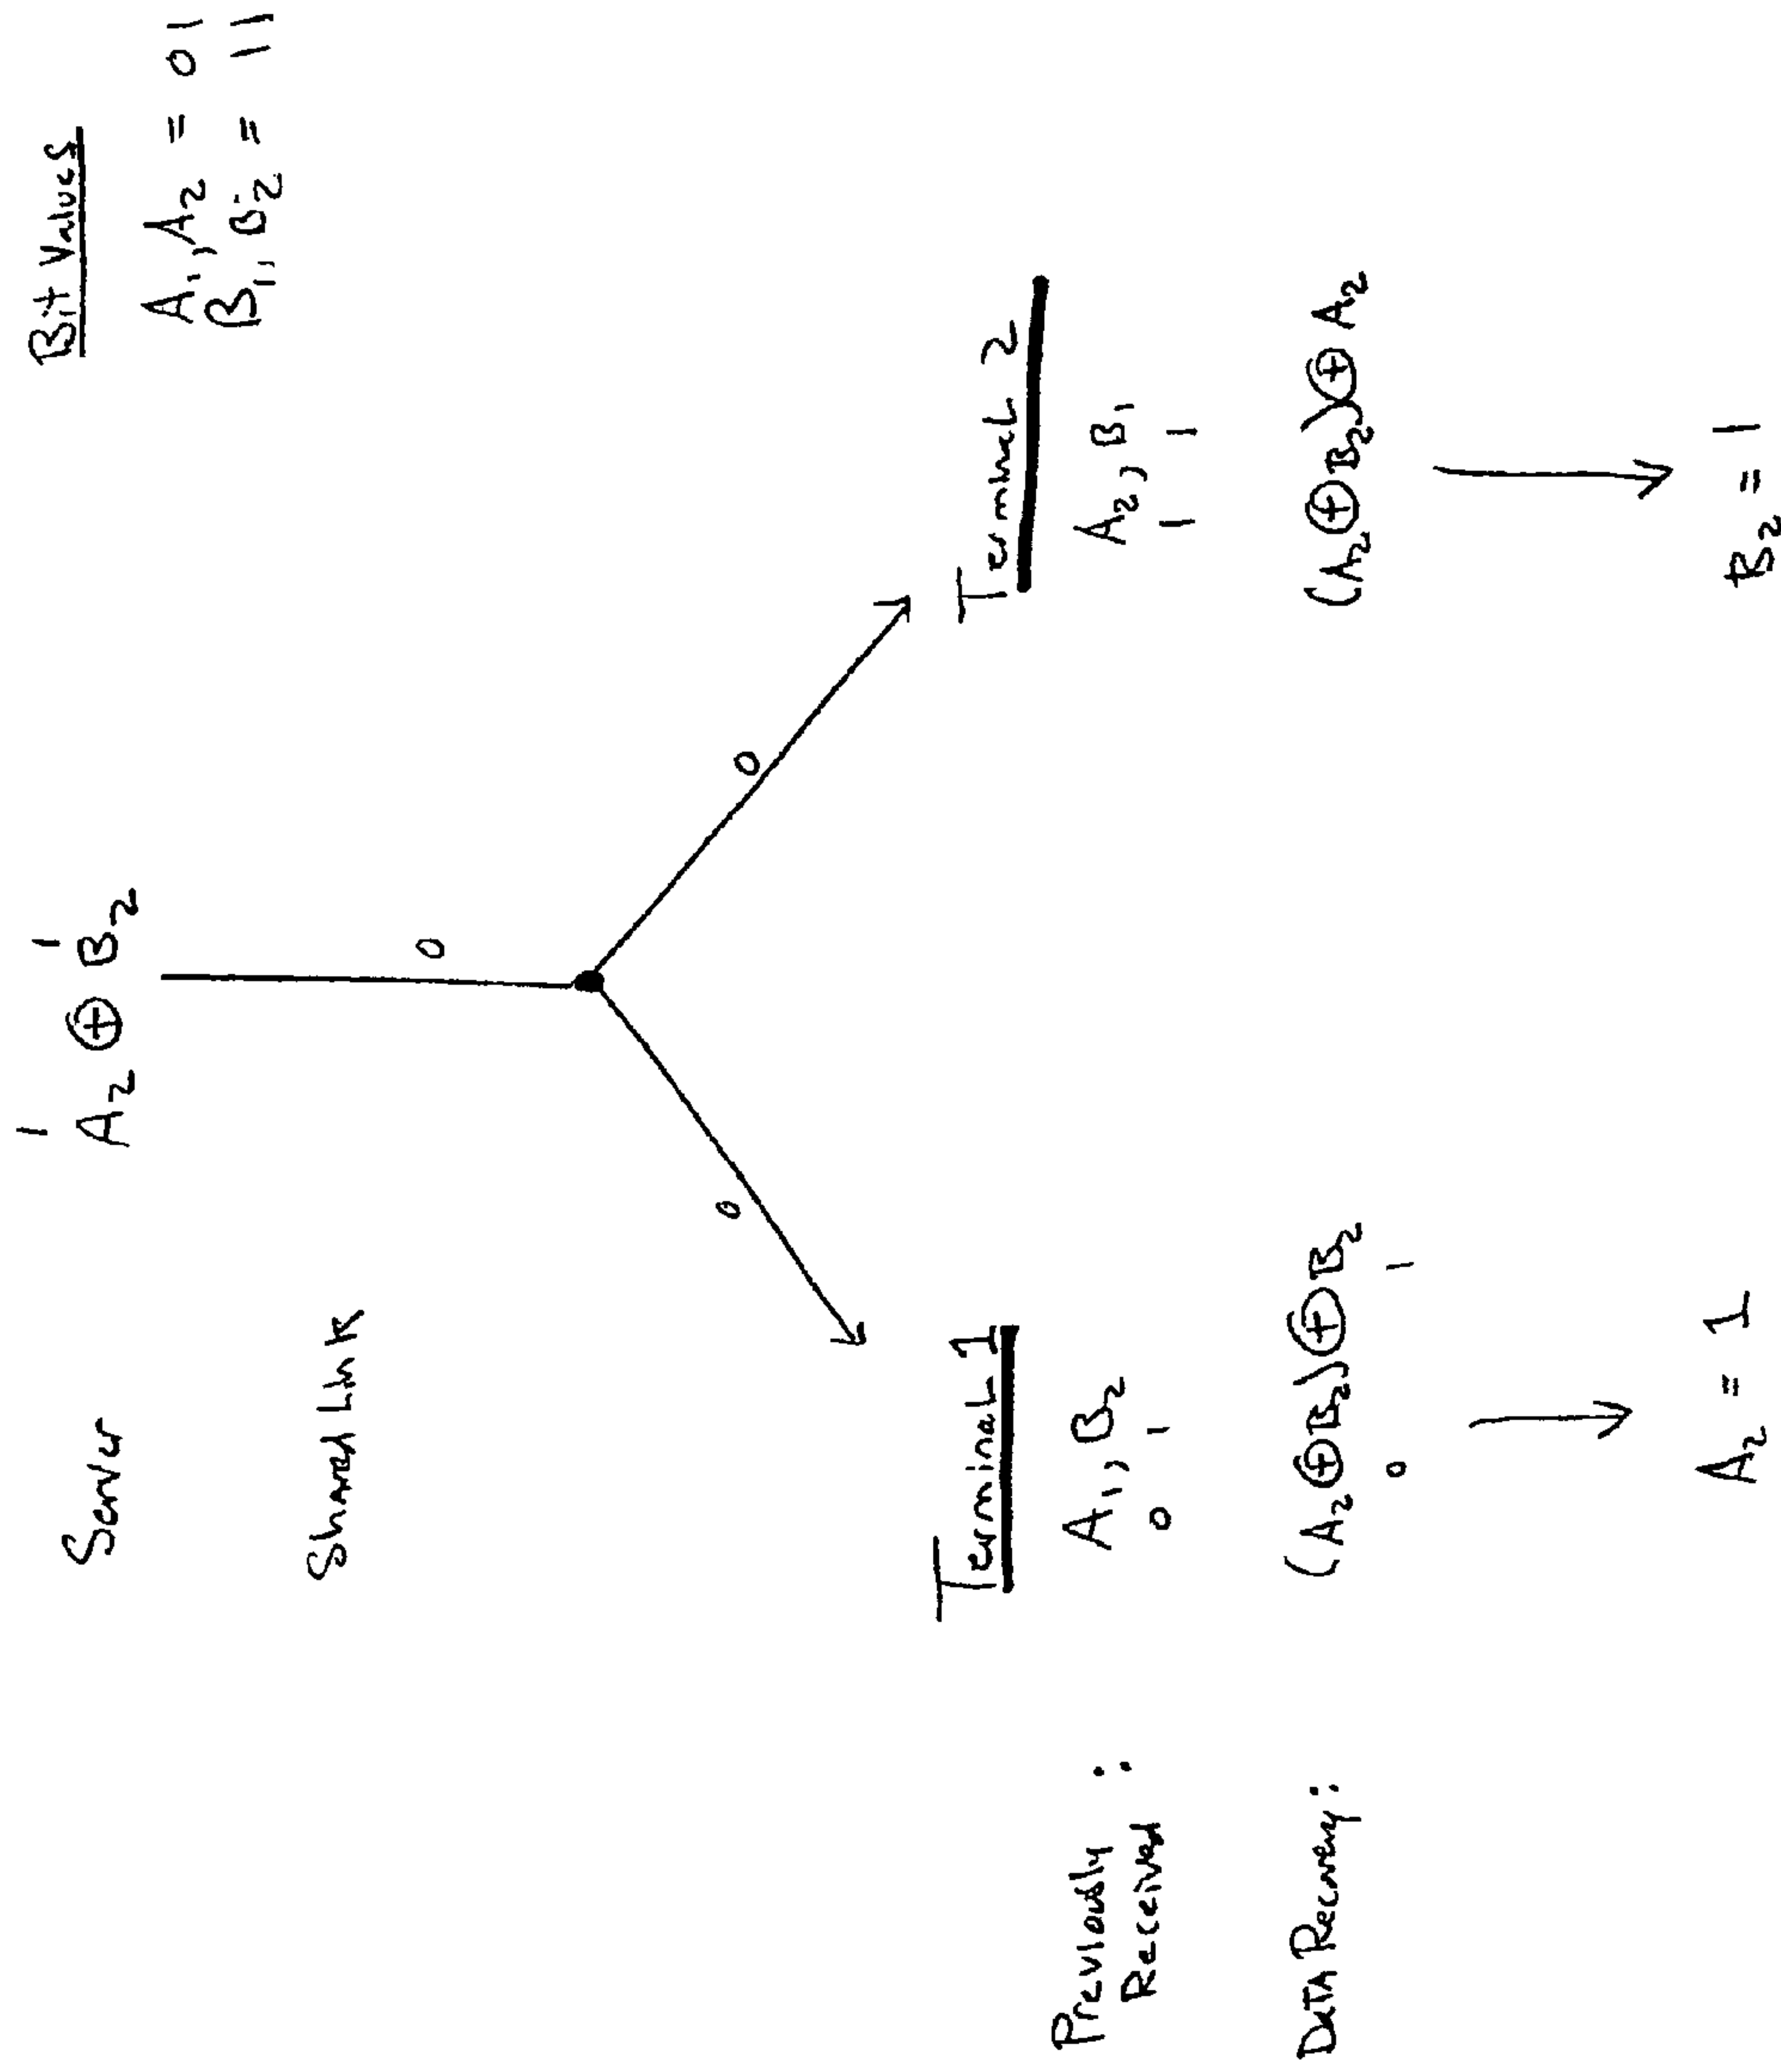 Bit Values
A₁, A₂ = 01
B₁, B₂ = 11
1 1
Server A₂ ⊕ B₂
Shared Link 0
0 0
Terminal 1 Terminal 2
Previously Received : A₁, B₂ A₂, B₁
0 1 1 1
Data Recovery: (A₂⊕B₂)⊕B₂ (A₂⊕B₂)⊕A₂
0 1
A₂ = 1 B₂ = 1